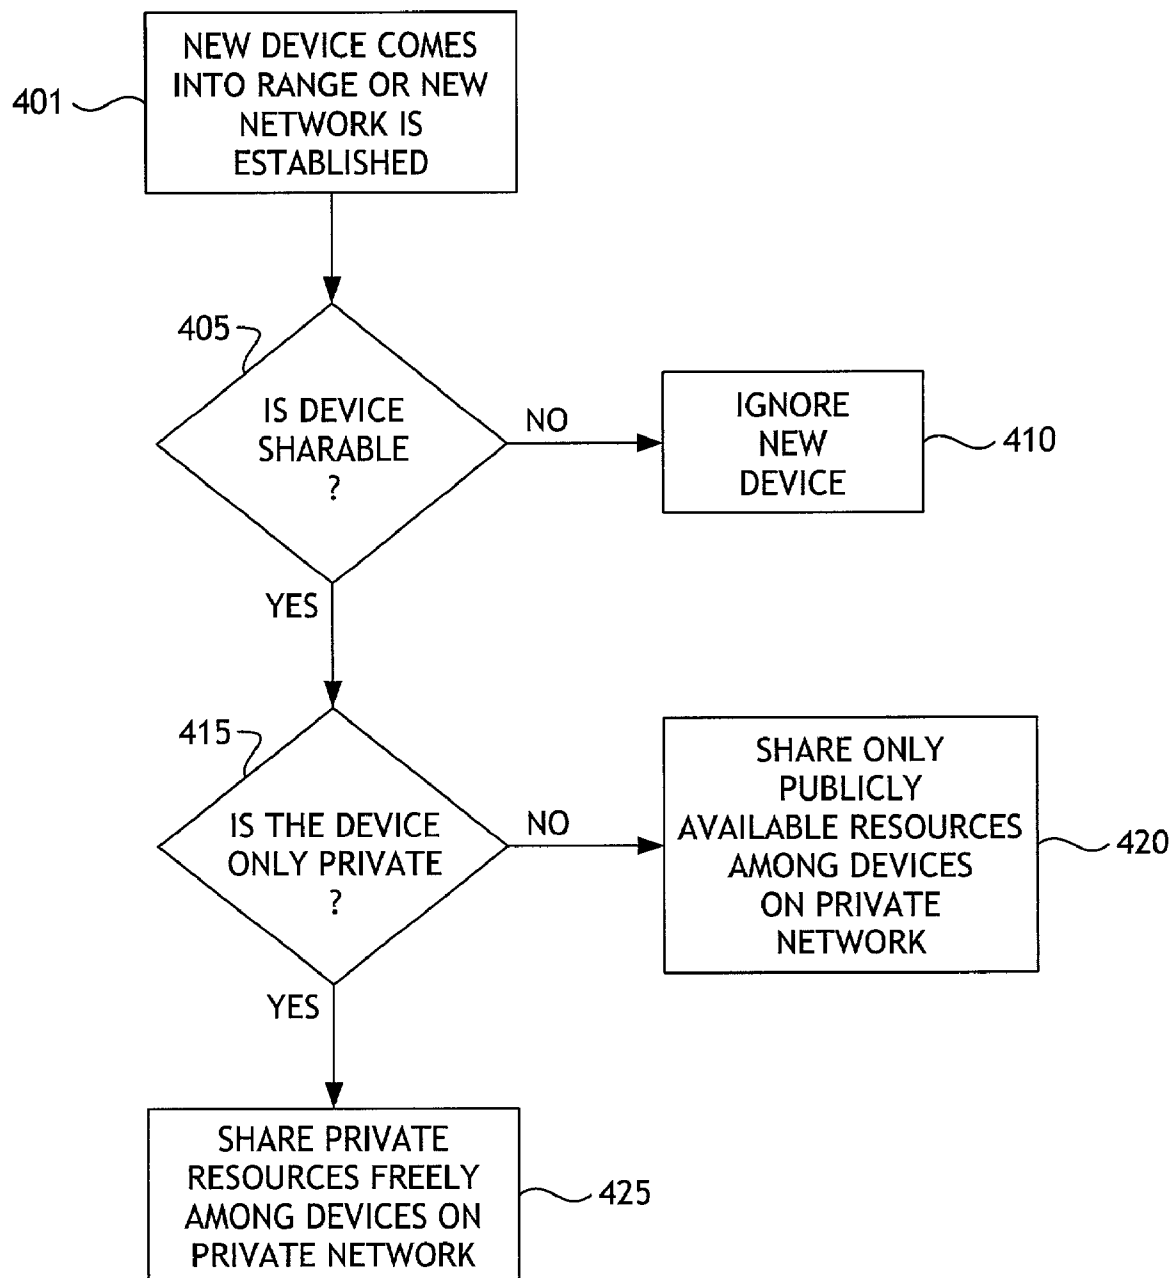 NEW DEVICE COMES
INTO RANGE OR NEW
NETWORK IS
ESTABLISHED
401
405
IS DEVICE
SHARABLE
?
NO
IGNORE
NEW
DEVICE
410
YES
415
IS THE DEVICE
ONLY PRIVATE
?
NO
SHARE ONLY
PUBLICLY
AVAILABLE RESOURCES
AMONG DEVICES
ON PRIVATE
NETWORK
420
YES
SHARE PRIVATE
RESOURCES FREELY
AMONG DEVICES ON
PRIVATE NETWORK
425